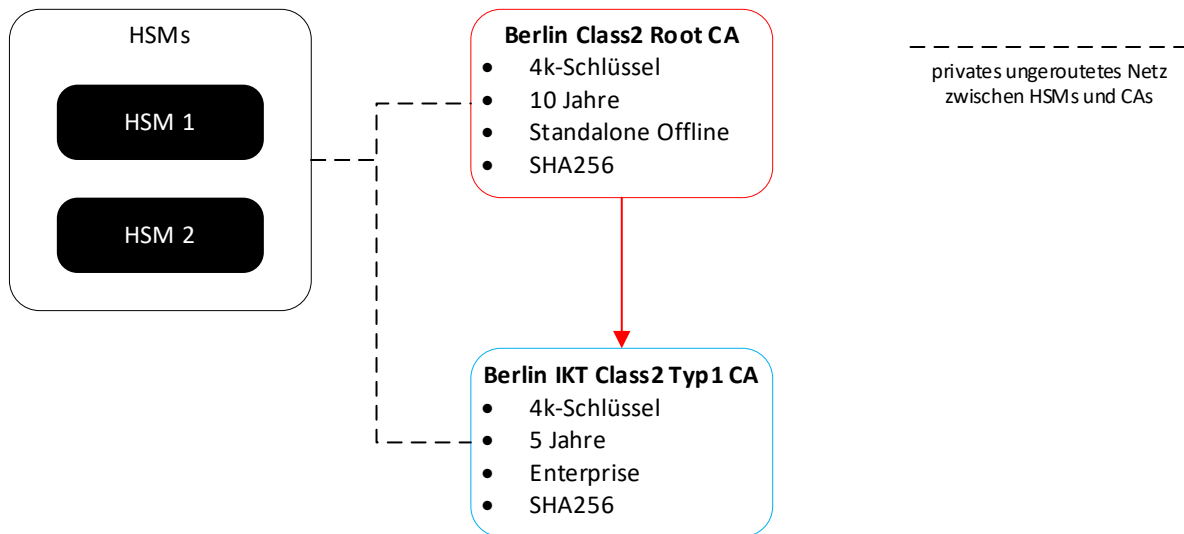 HSMs
HSM 1
HSM 2
Berlin Class2 Root CA
• 4k-Schlüssel
• 10 Jahre
• Standalone Offline
• SHA256
privates ungeroutetes Netz
zwischen HSMs und CAs
Berlin IKT Class2 Typ1 CA
• 4k-Schlüssel
• 5 Jahre
• Enterprise
• SHA256